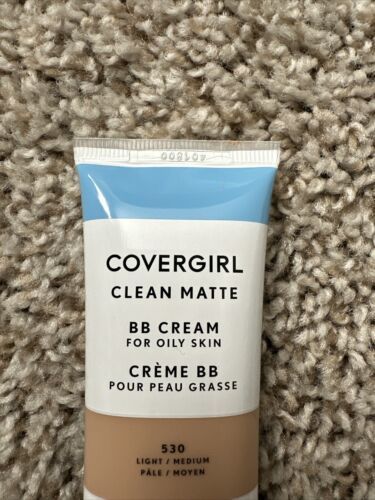 COVERGIRL
CLEAN MATTE
BB CREAM
FOR OILY SKIN
CRÈME BB
POUR PEAU GRASSE
530
LIGHT / MEDIUM
PÂLE / MOYEN